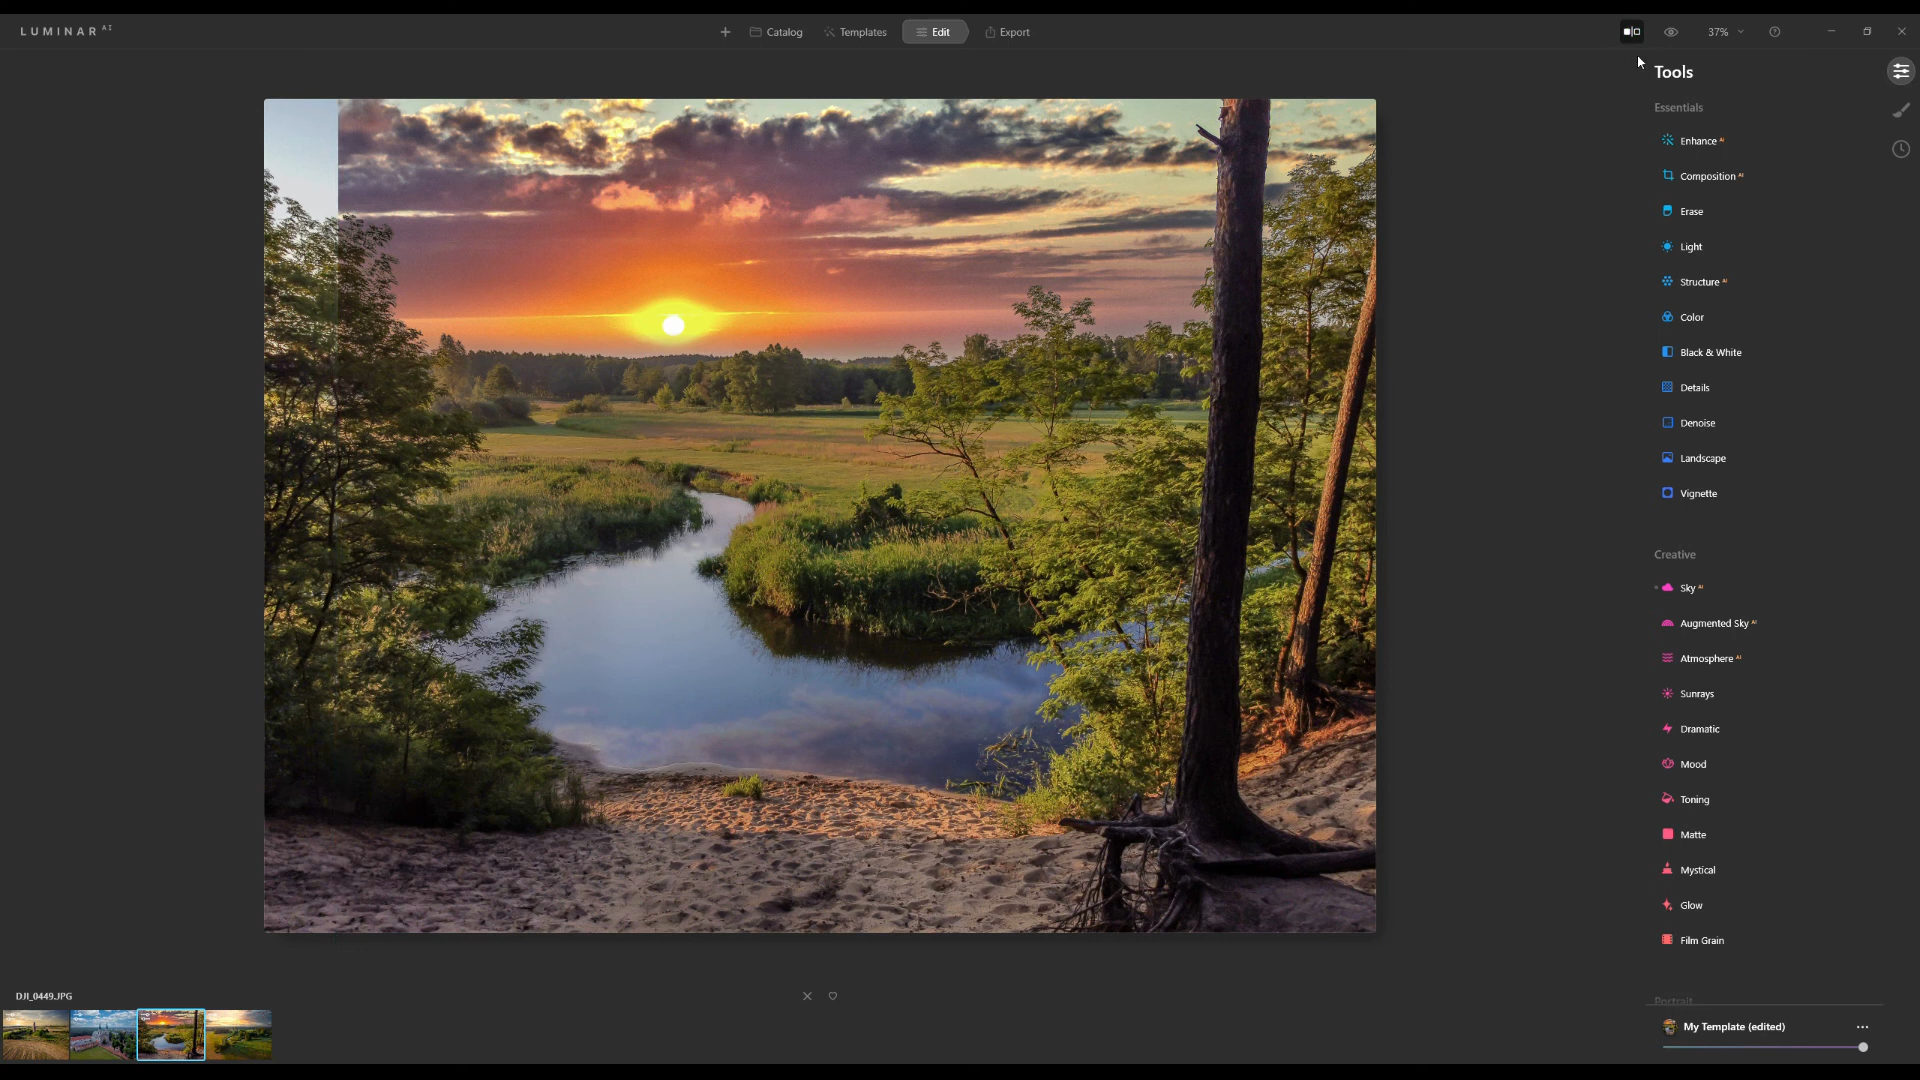 LUMINAR AI
Catalog
Templates
Edit
Export
37%
Tools
Essentials
Enhance AI
Composition AI
Erase
Light
Structure AI
Color
Black & White
Details
Denoise
Landscape
Vignette
Creative
Sky AI
Augmented Sky AI
Atmosphere AI
Sunrays
Dramatic
Mood
Toning
Matte
Mystical
Glow
Film Grain
Portrait
DJI_0449.JPG
My Template (edited)